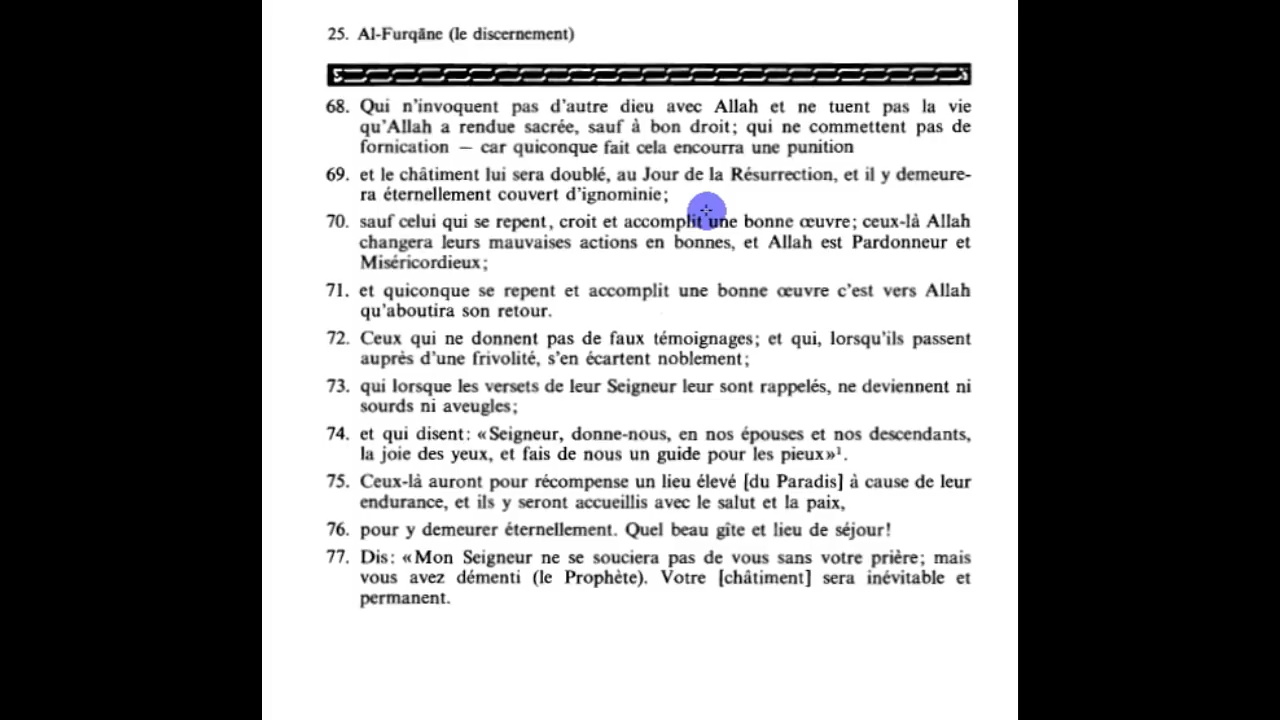 25. Al-Furqāne (le discernement)
68. Qui n'invoquent pas d'autre dieu avec Allah et ne tuent pas la vie
qu'Allah a rendue sacrée, sauf à bon droit; qui ne commettent pas de
fornication — car quiconque fait cela encourra une punition
69. et le châtiment lui sera doublé, au Jour de la Résurrection, et il y demeure-
ra éternellement couvert d'ignominie;
70. sauf celui qui se repent, croit et accomplit une bonne œuvre; ceux-là Allah
changera leurs mauvaises actions en bonnes, et Allah est Pardonneur et
Miséricordieux;
71. et quiconque se repent et accomplit une bonne œuvre c'est vers Allah
qu'aboutira son retour.
72. Ceux qui ne donnent pas de faux témoignages; et qui, lorsqu'ils passent
auprès d'une frivolité, s'en écartent noblement;
73. qui lorsque les versets de leur Seigneur leur sont rappelés, ne deviennent ni
sourds ni aveugles;
74. et qui disent: «Seigneur, donne-nous, en nos épouses et nos descendants,
la joie des yeux, et fais de nous un guide pour les pieux»¹.
75. Ceux-là auront pour récompense un lieu élevé [du Paradis] à cause de leur
endurance, et ils y seront accueillis avec le salut et la paix,
76. pour y demeurer éternellement. Quel beau gîte et lieu de séjour!
77. Dis: «Mon Seigneur ne se souciera pas de vous sans votre prière; mais
vous avez démenti (le Prophète). Votre [châtiment] sera inévitable et
permanent.